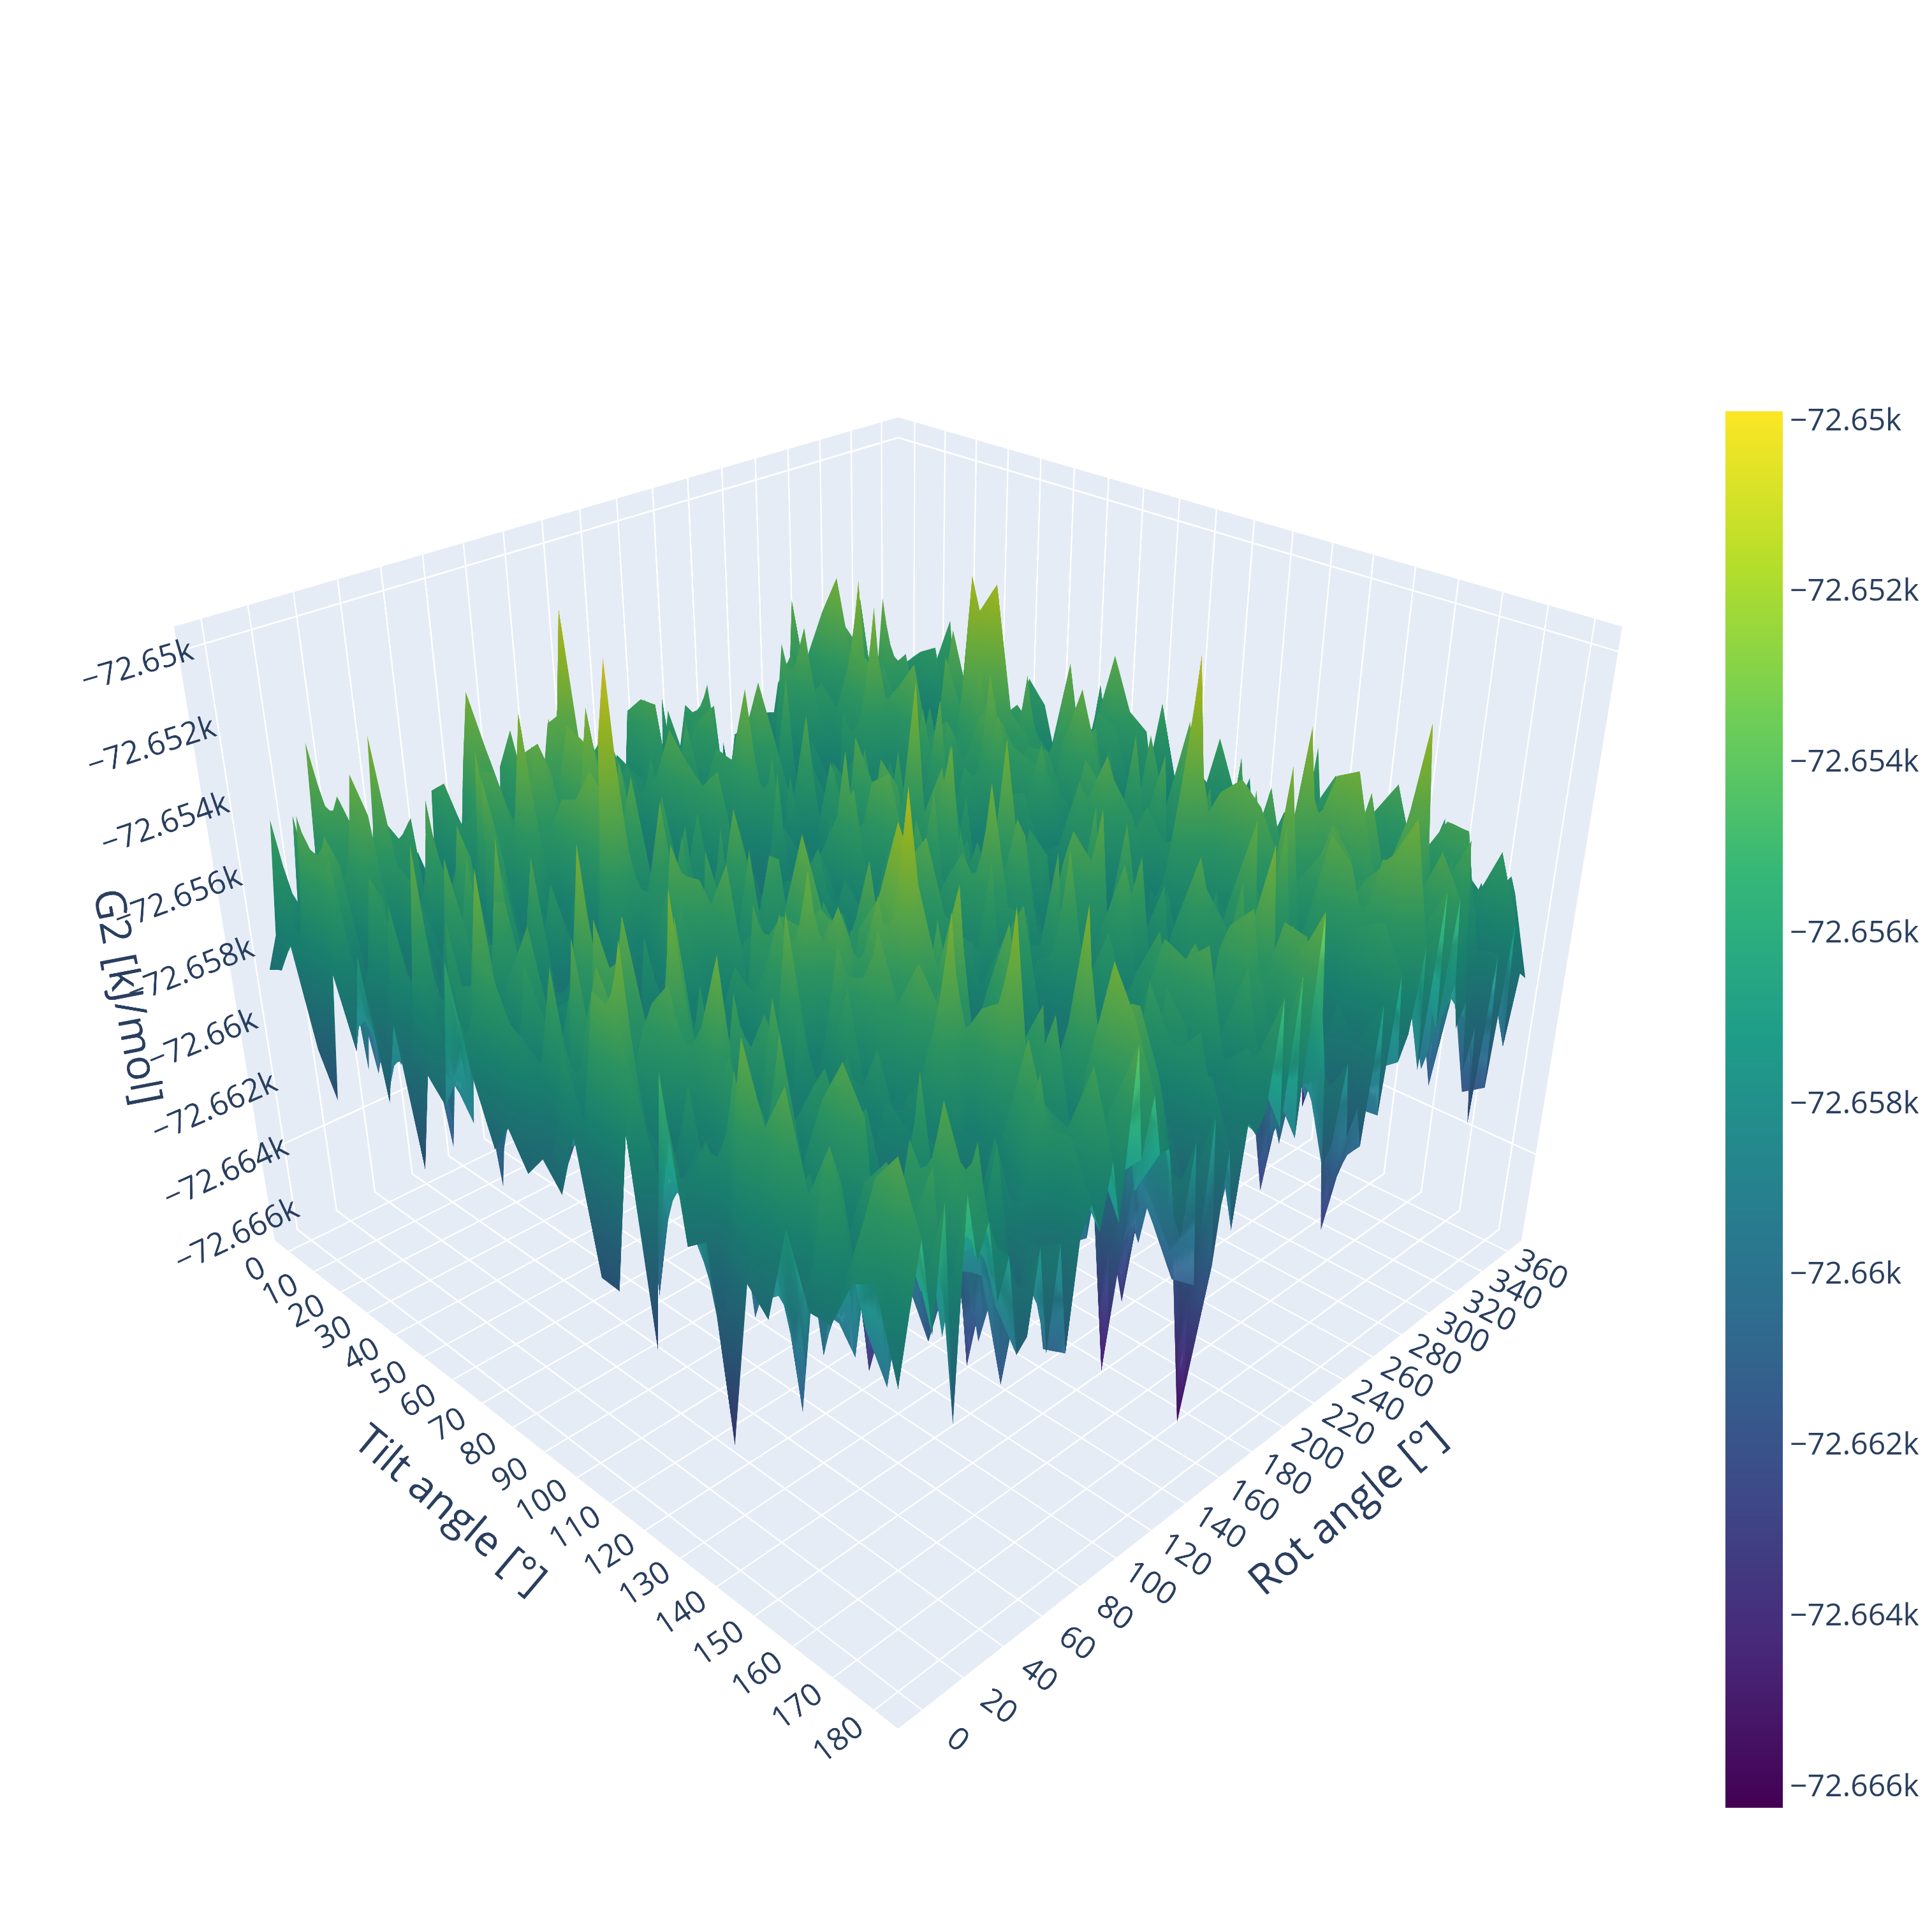 −72.65k
−72.652k
−72.654k
−72.656k
−72.658k
−72.66k
−72.662k
−72.664k
−72.666k
G2 [kJ/mol]
0
10
20
30
40
50
60
70
80
90
100
110
120
130
140
150
160
170
180
Tilt angle [°]
0
20
40
60
80
100
120
140
160
180
200
220
240
260
280
300
320
340
360
Rot angle [°]
−72.65k
−72.652k
−72.654k
−72.656k
−72.658k
−72.66k
−72.662k
−72.664k
−72.666k